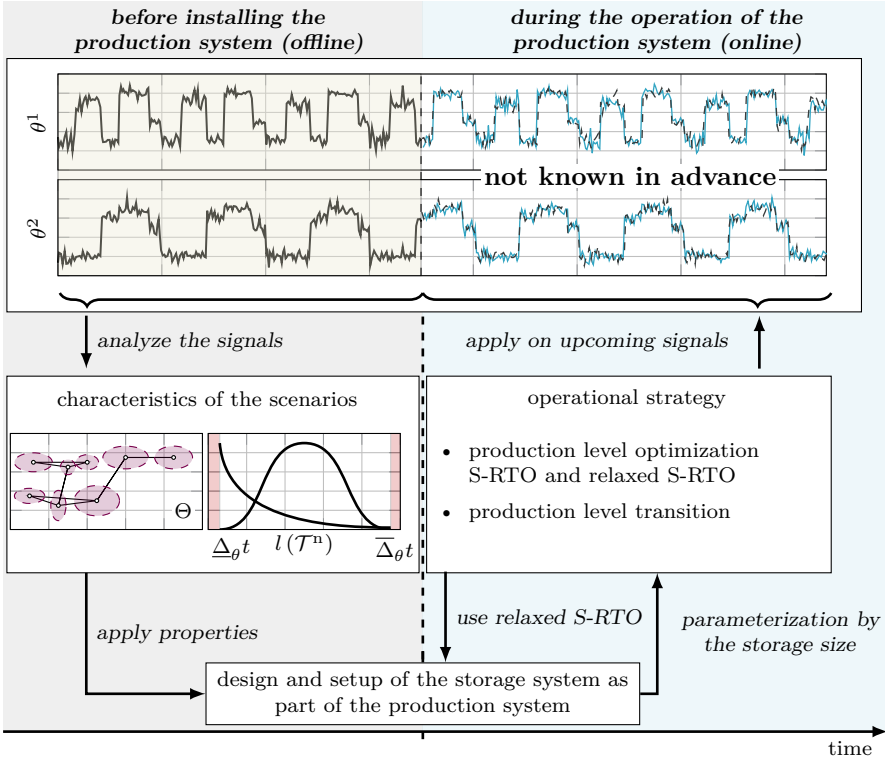 before installing the
production system (offline)
during the operation of the
production system (online)
θ¹
not known in advance
θ²
analyze the signals
apply on upcoming signals
characteristics of the scenarios
Θ
Δ̲_θ t
l(𝒯ⁿ)
Δ̅_θ t
operational strategy
• production level optimization
S-RTO and relaxed S-RTO
• production level transition
apply properties
use relaxed S-RTO
parameterization by
the storage size
design and setup of the storage system as
part of the production system
time